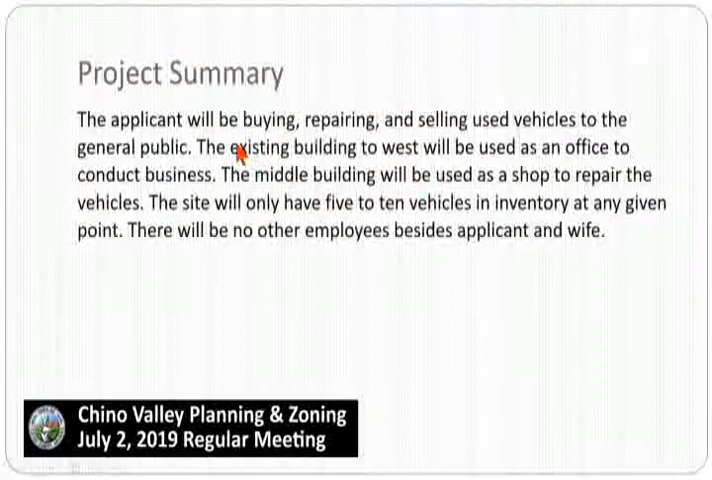 Project Summary
The applicant will be buying, repairing, and selling used vehicles to the
general public. The existing building to west will be used as an office to
conduct business. The middle building will be used as a shop to repair the
vehicles. The site will only have five to ten vehicles in inventory at any given
point. There will be no other employees besides applicant and wife.
Chino Valley Planning & Zoning
July 2, 2019 Regular Meeting